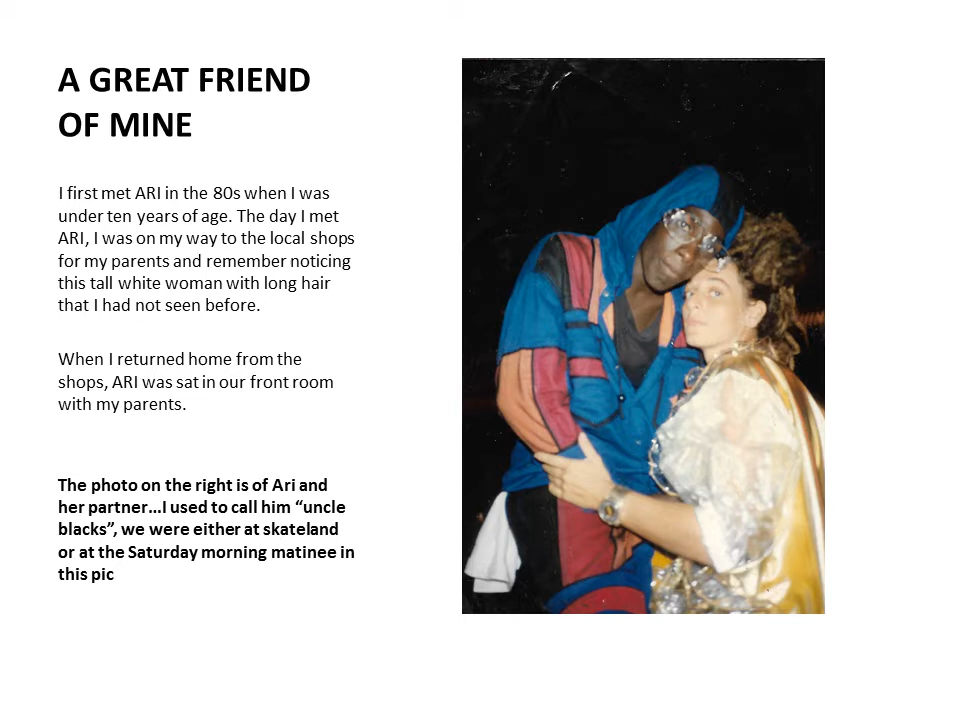 A GREAT FRIEND
OF MINE
I first met ARI in the 80s when I was
under ten years of age. The day I met
ARI, I was on my way to the local shops
for my parents and remember noticing
this tall white woman with long hair
that I had not seen before.
When I returned home from the
shops, ARI was sat in our front room
with my parents.
The photo on the right is of Ari and
her partner...I used to call him “uncle
blacks”, we were either at skateland
or at the Saturday morning matinee in
this pic